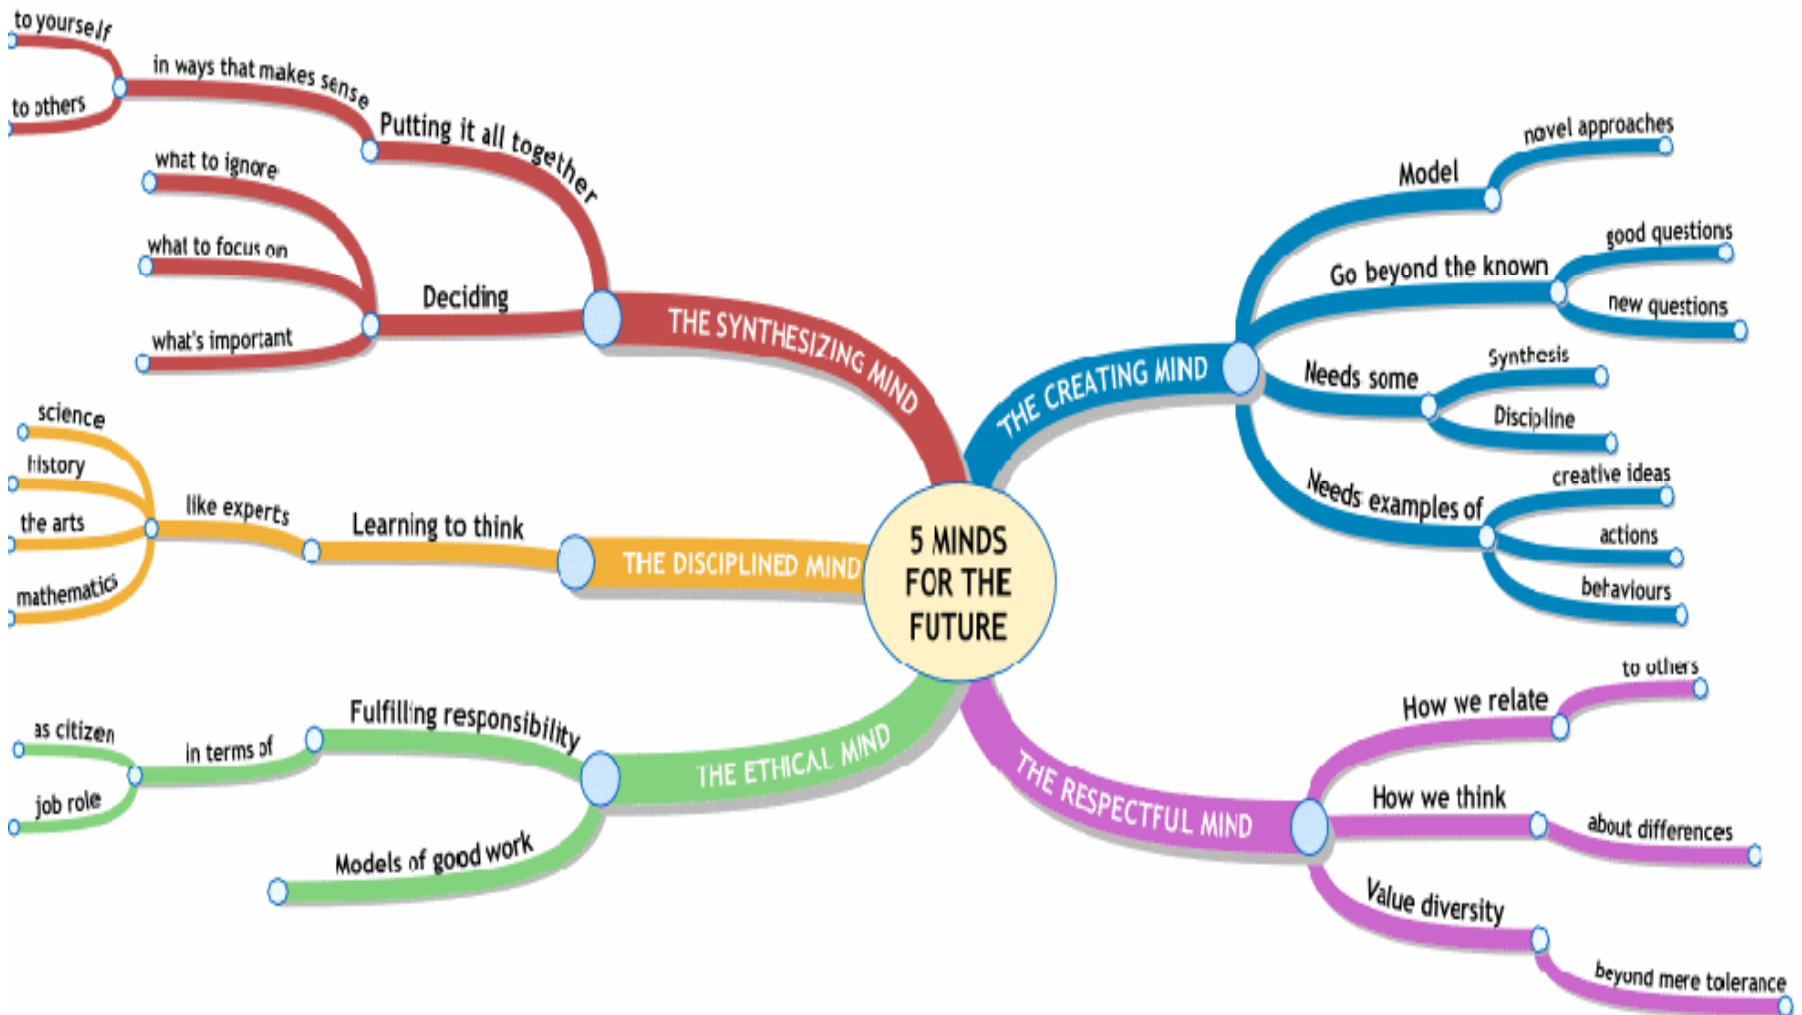 5 MINDS
FOR THE
FUTURE
THE SYNTHESIZING MIND
Putting it all together
in ways that makes sense
to yourself
to others
Deciding
what to ignore
what to focus on
what's important
THE DISCIPLINED MIND
Learning to think
like experts
science
history
the arts
mathematics
THE ETHICAL MIND
Fulfilling responsibility
in terms of
as citizen
job role
Models of good work
THE CREATING MIND
Model
novel approaches
Go beyond the known
good questions
new questions
Needs some
Synthesis
Discipline
Needs examples of
creative ideas
actions
behaviours
THE RESPECTFUL MIND
How we relate
to others
How we think
about differences
Value diversity
beyond mere tolerance